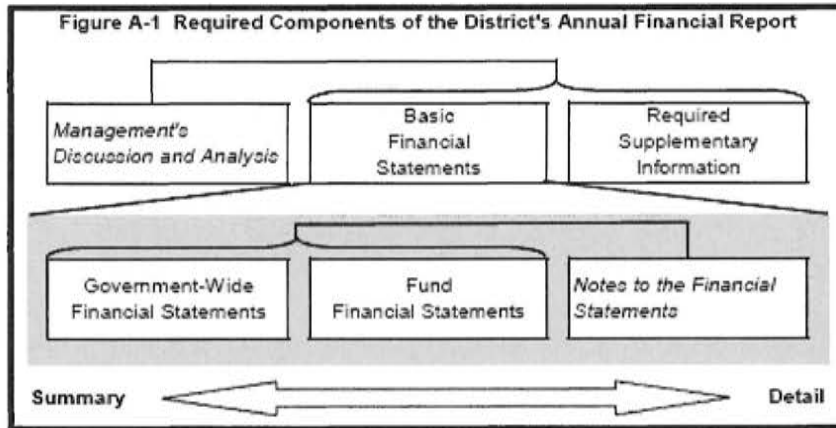 Figure A-1 Required Components of the District's Annual Financial Report
Management's
Discussion and Analysis
Basic
Financial
Statements
Required
Supplementary
Information
Government-Wide
Financial Statements
Fund
Financial Statements
Notes to the Financial
Statements
Summary
Detail